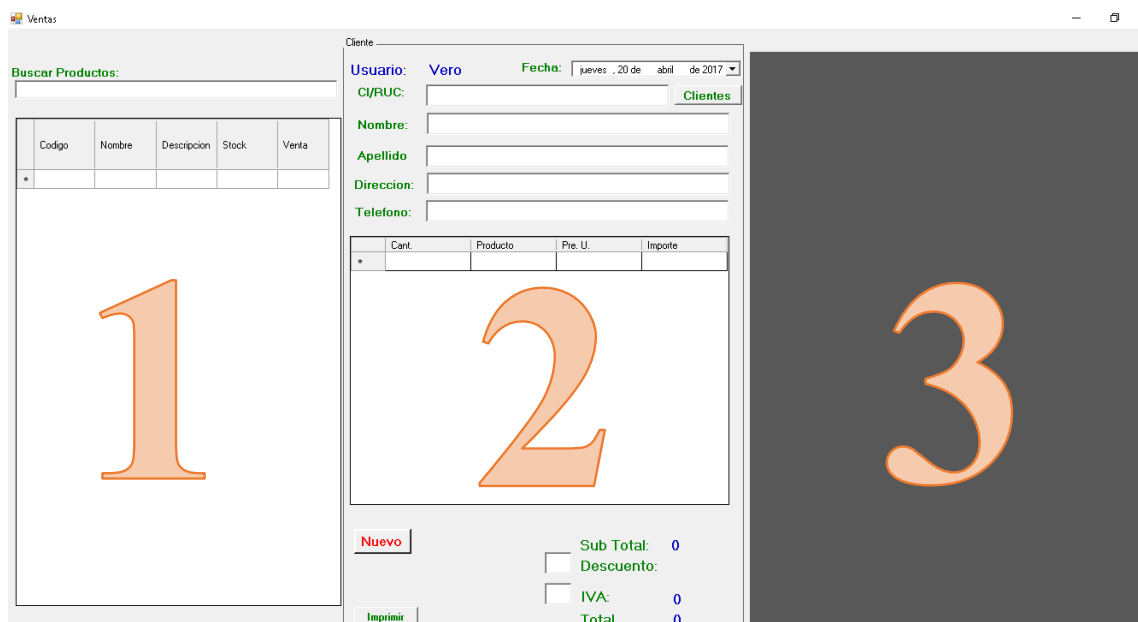 Ventas
Buscar Productos:
Codigo Nombre Descripcion Stock Venta
*
1
Cliente
Usuario: Vero Fecha: jueves , 20 de abril de 2017
CI/RUC: Clientes
Nombre:
Apellido
Direccion:
Telefono:
Cant. Producto Pre. U. Importe
*
2
Nuevo
Sub Total: 0
Descuento:
IVA: 0
Imprimir Total 0
3